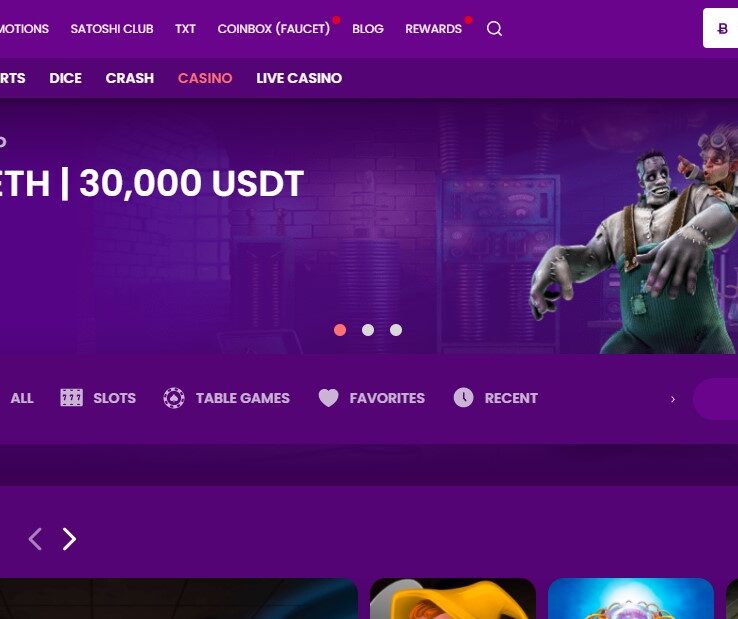 MOTIONS SATOSHI CLUB TXT COINBOX (FAUCET) BLOG REWARDS
RTS DICE CRASH CASINO LIVE CASINO
ETH | 30,000 USDT
ALL SLOTS TABLE GAMES FAVORITES RECENT